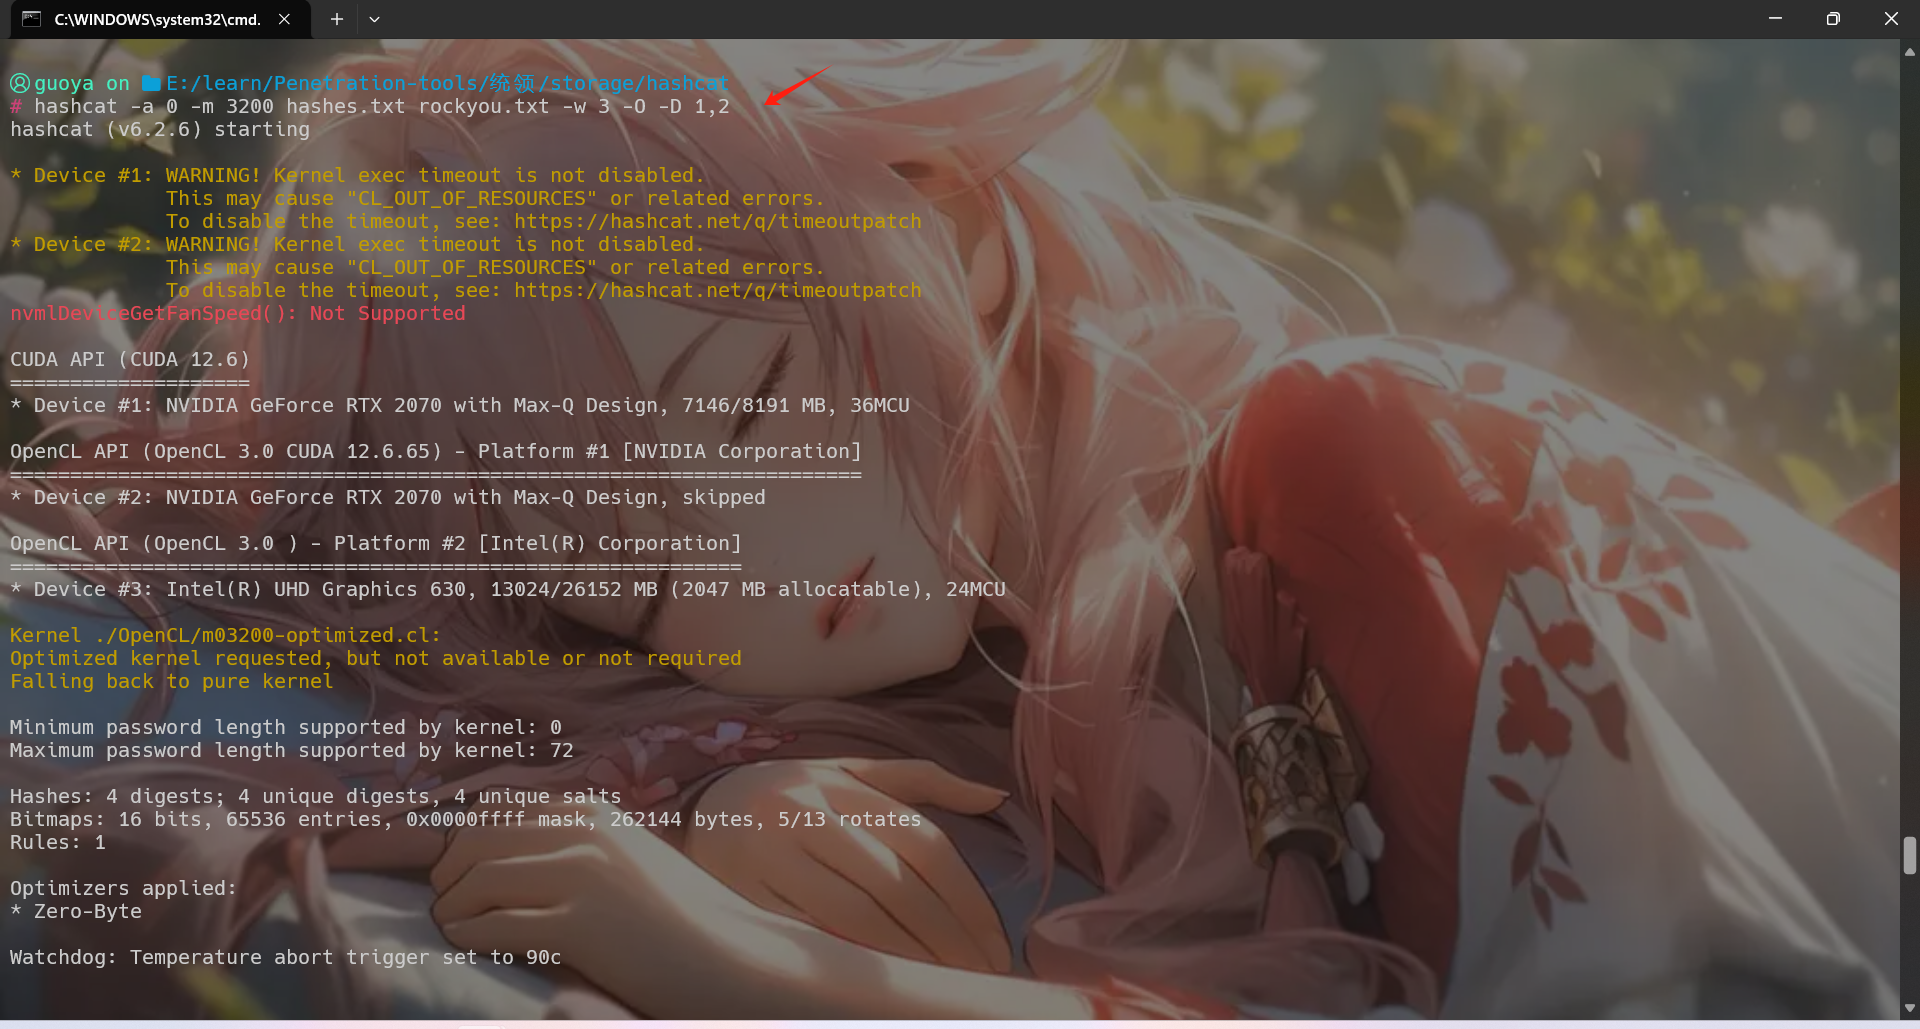 C:\WINDOWS\system32\cmd.
guoya on E:/learn/Penetration-tools/统领/storage/hashcat
# hashcat -a 0 -m 3200 hashes.txt rockyou.txt -w 3 -O -D 1,2
hashcat (v6.2.6) starting
* Device #1: WARNING! Kernel exec timeout is not disabled.
This may cause "CL_OUT_OF_RESOURCES" or related errors.
To disable the timeout, see: https://hashcat.net/q/timeoutpatch
* Device #2: WARNING! Kernel exec timeout is not disabled.
This may cause "CL_OUT_OF_RESOURCES" or related errors.
To disable the timeout, see: https://hashcat.net/q/timeoutpatch
nvmlDeviceGetFanSpeed(): Not Supported
CUDA API (CUDA 12.6)
====================
* Device #1: NVIDIA GeForce RTX 2070 with Max-Q Design, 7146/8191 MB, 36MCU
OpenCL API (OpenCL 3.0 CUDA 12.6.65) - Platform #1 [NVIDIA Corporation]
=======================================================================
* Device #2: NVIDIA GeForce RTX 2070 with Max-Q Design, skipped
OpenCL API (OpenCL 3.0 ) - Platform #2 [Intel(R) Corporation]
=============================================================
* Device #3: Intel(R) UHD Graphics 630, 13024/26152 MB (2047 MB allocatable), 24MCU
Kernel ./OpenCL/m03200-optimized.cl:
Optimized kernel requested, but not available or not required
Falling back to pure kernel
Minimum password length supported by kernel: 0
Maximum password length supported by kernel: 72
Hashes: 4 digests; 4 unique digests, 4 unique salts
Bitmaps: 16 bits, 65536 entries, 0x0000ffff mask, 262144 bytes, 5/13 rotates
Rules: 1
Optimizers applied:
* Zero-Byte
Watchdog: Temperature abort trigger set to 90c